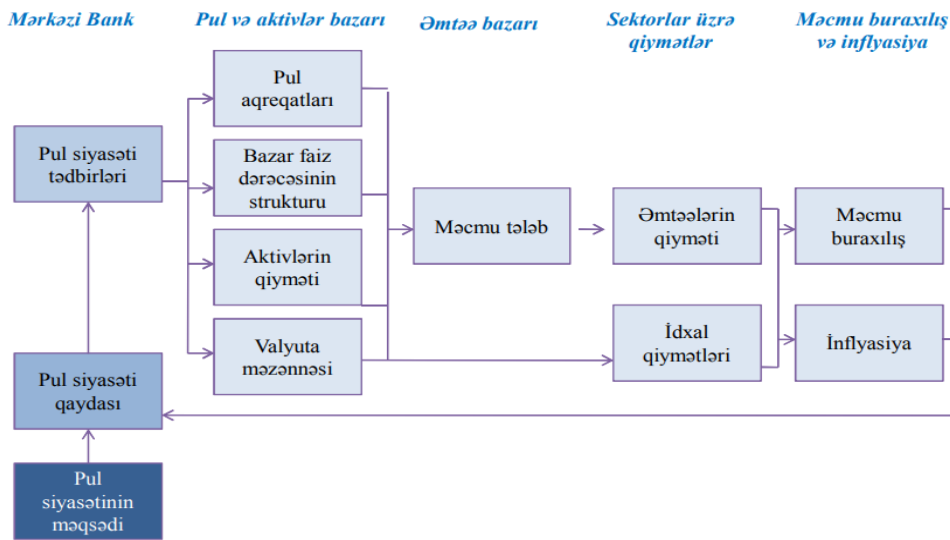 Mərkəzi Bank
Pul və aktivlər bazarı
Əmtəə bazarı
Sektorlar üzrə
qiymətlər
Məcmu buraxılış
və inflyasiya
Pul
aqreqatları
Pul siyasəti
tədbirləri
Bazar faiz
dərəcəsinin
strukturu
Məcmu tələb
Əmtəələrin
qiyməti
Məcmu
buraxılış
Aktivlərin
qiyməti
Valyuta
məzənnəsi
İdxal
qiymətləri
İnflyasiya
Pul siyasəti
qaydası
Pul
siyasətinin
məqsədi